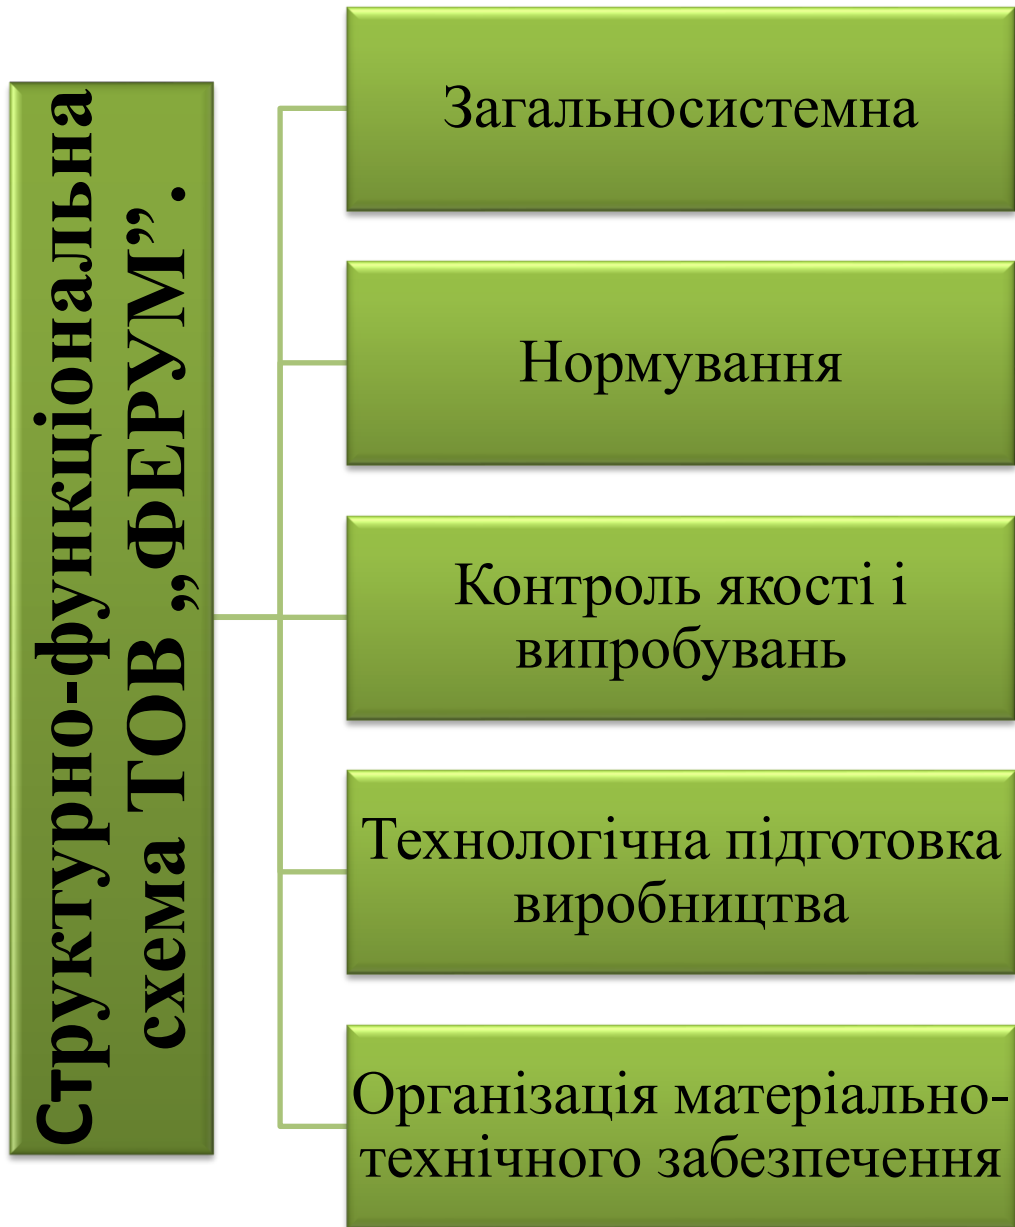 Структурно-функціональна
схема ТОВ „ФЕРУМ”.
Загальносистемна
Нормування
Контроль якості і
випробувань
Технологічна підготовка
виробництва
Організація матеріально-
технічного забезпечення